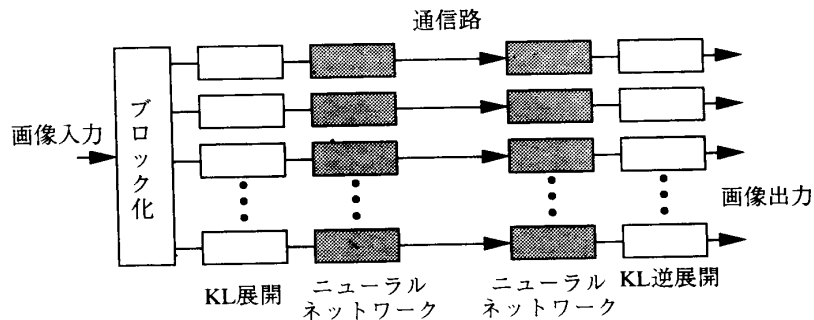 通信路
画像入力
ブロック化
画像出力
KL展開
ニューラル
ネットワーク
ニューラル
ネットワーク
KL逆展開